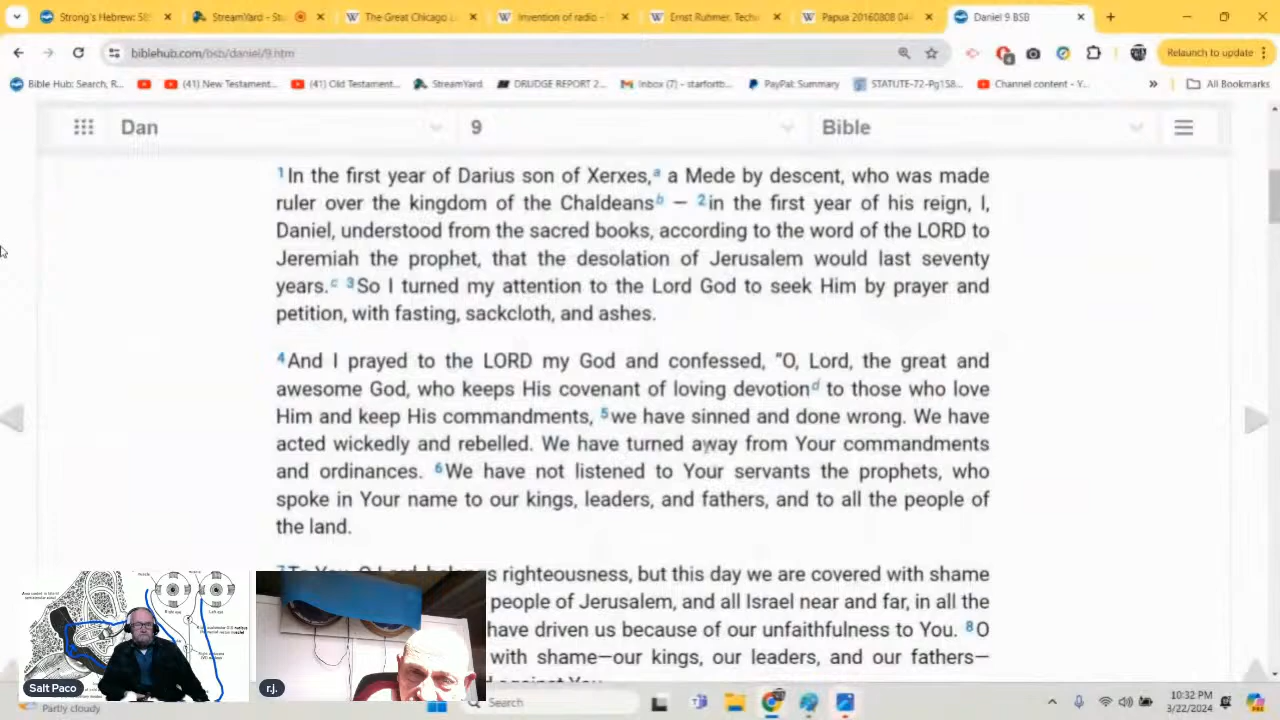 Strong's Hebrew: 58
StreamYard - St
The Great Chicago
Invention of radio -
Ernst Ruhmer, Techn
Papua 20160808 04
Daniel 9 BSB
biblehub.com/bsb/daniel/9.htm
Relaunch to update
Bible Hub: Search, R...
(41) New Testament...
(41) Old Testament...
StreamYard
DRUDGE REPORT 2...
Inbox (7) - starfortb...
PayPal: Summary
STATUTE-72-Pg158...
Channel content - Y...
»
All Bookmarks
Dan
9
Bible
1 In the first year of Darius son of Xerxes,a a Mede by descent, who was made
ruler over the kingdom of the Chaldeansb — 2 in the first year of his reign, I,
Daniel, understood from the sacred books, according to the word of the LORD to
Jeremiah the prophet, that the desolation of Jerusalem would last seventy
years.c 3 So I turned my attention to the Lord God to seek Him by prayer and
petition, with fasting, sackcloth, and ashes.
4 And I prayed to the LORD my God and confessed, “O, Lord, the great and
awesome God, who keeps His covenant of loving devotiond to those who love
Him and keep His commandments, 5 we have sinned and done wrong. We have
acted wickedly and rebelled. We have turned away from Your commandments
and ordinances. 6 We have not listened to Your servants the prophets, who
spoke in Your name to our kings, leaders, and fathers, and to all the people of
the land.
s righteousness, but this day we are covered with shame
people of Jerusalem, and all Israel near and far, in all the
have driven us because of our unfaithfulness to You. 8 O
with shame—our kings, our leaders, and our fathers—
Right eye
Left eye
Salt Paco
r.j.
Partly cloudy
Search
10:32 PM
3/22/2024